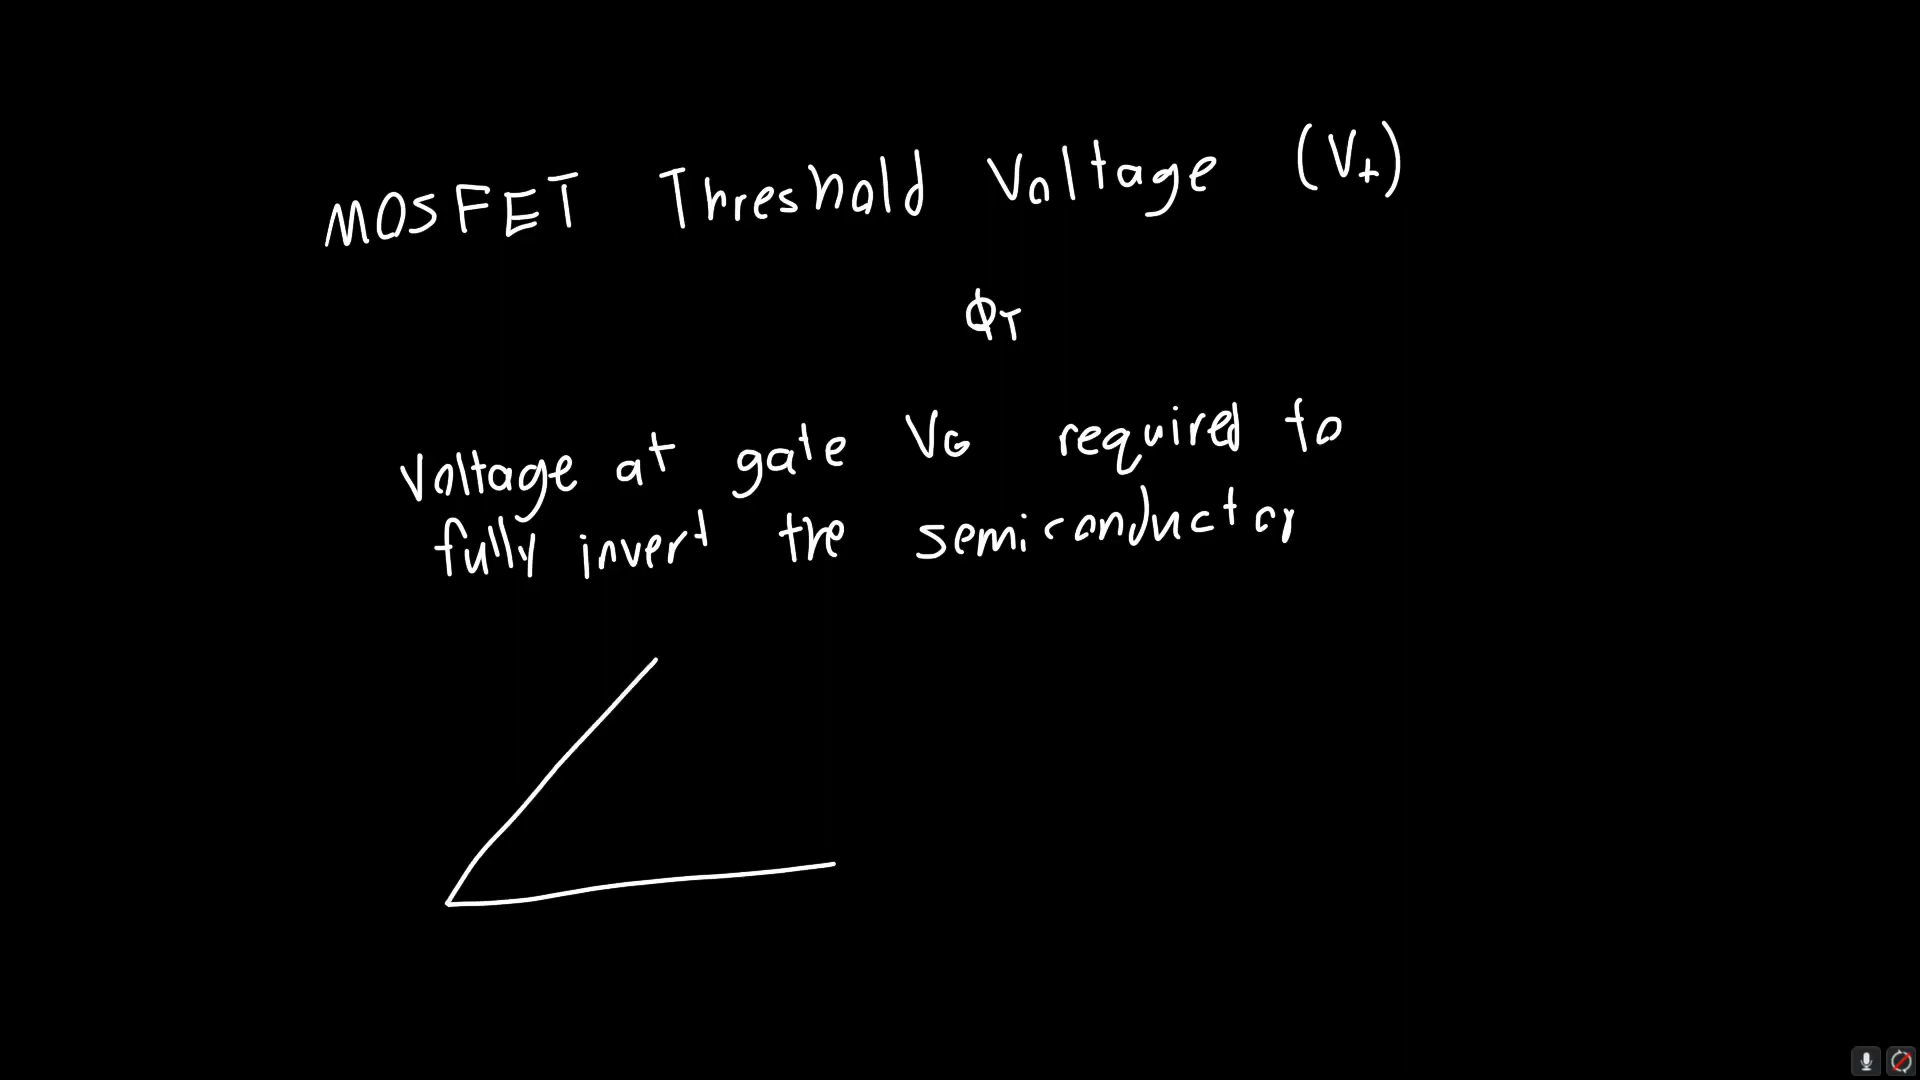 MOSFET Threshold Voltage (Vt)
ΦT
Voltage at gate VG required to
fully invert the semiconductor